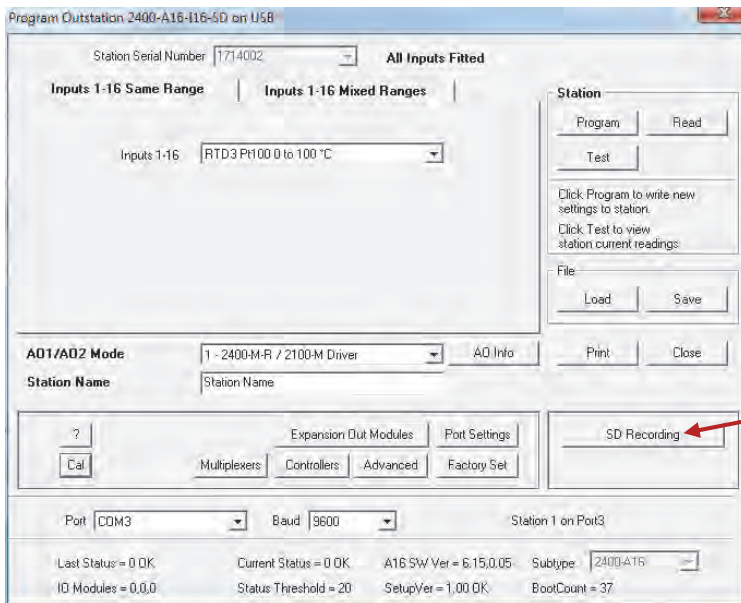 Program Outstation 2400-A16-I16-SD on USB
Station Serial Number 1714002 All Inputs Fitted
Inputs 1-16 Same Range Inputs 1-16 Mixed Ranges
Inputs 1-16 RTD3 Pt100 0 to 100 °C
Station
Program Read
Test
Click Program to write new
settings to station.
Click Test to view
station current readings
File
Load Save
AO1/AO2 Mode 1 - 2400-M-R / 2100-M Driver AO Info Print Close
Station Name Station Name
? Expansion Out Modules Port Settings SD Recording
Cal Multiplexers Controllers Advanced Factory Set
Port COM3 Baud 9600 Station 1 on Port3
Last Status = 0 OK Current Status = 0 OK A16 SW Ver = 6.15,0.05 Subtype 2400-A16
IO Modules = 0,0,0 Status Threshold = 20 SetupVer = 1.00 OK BootCount = 37